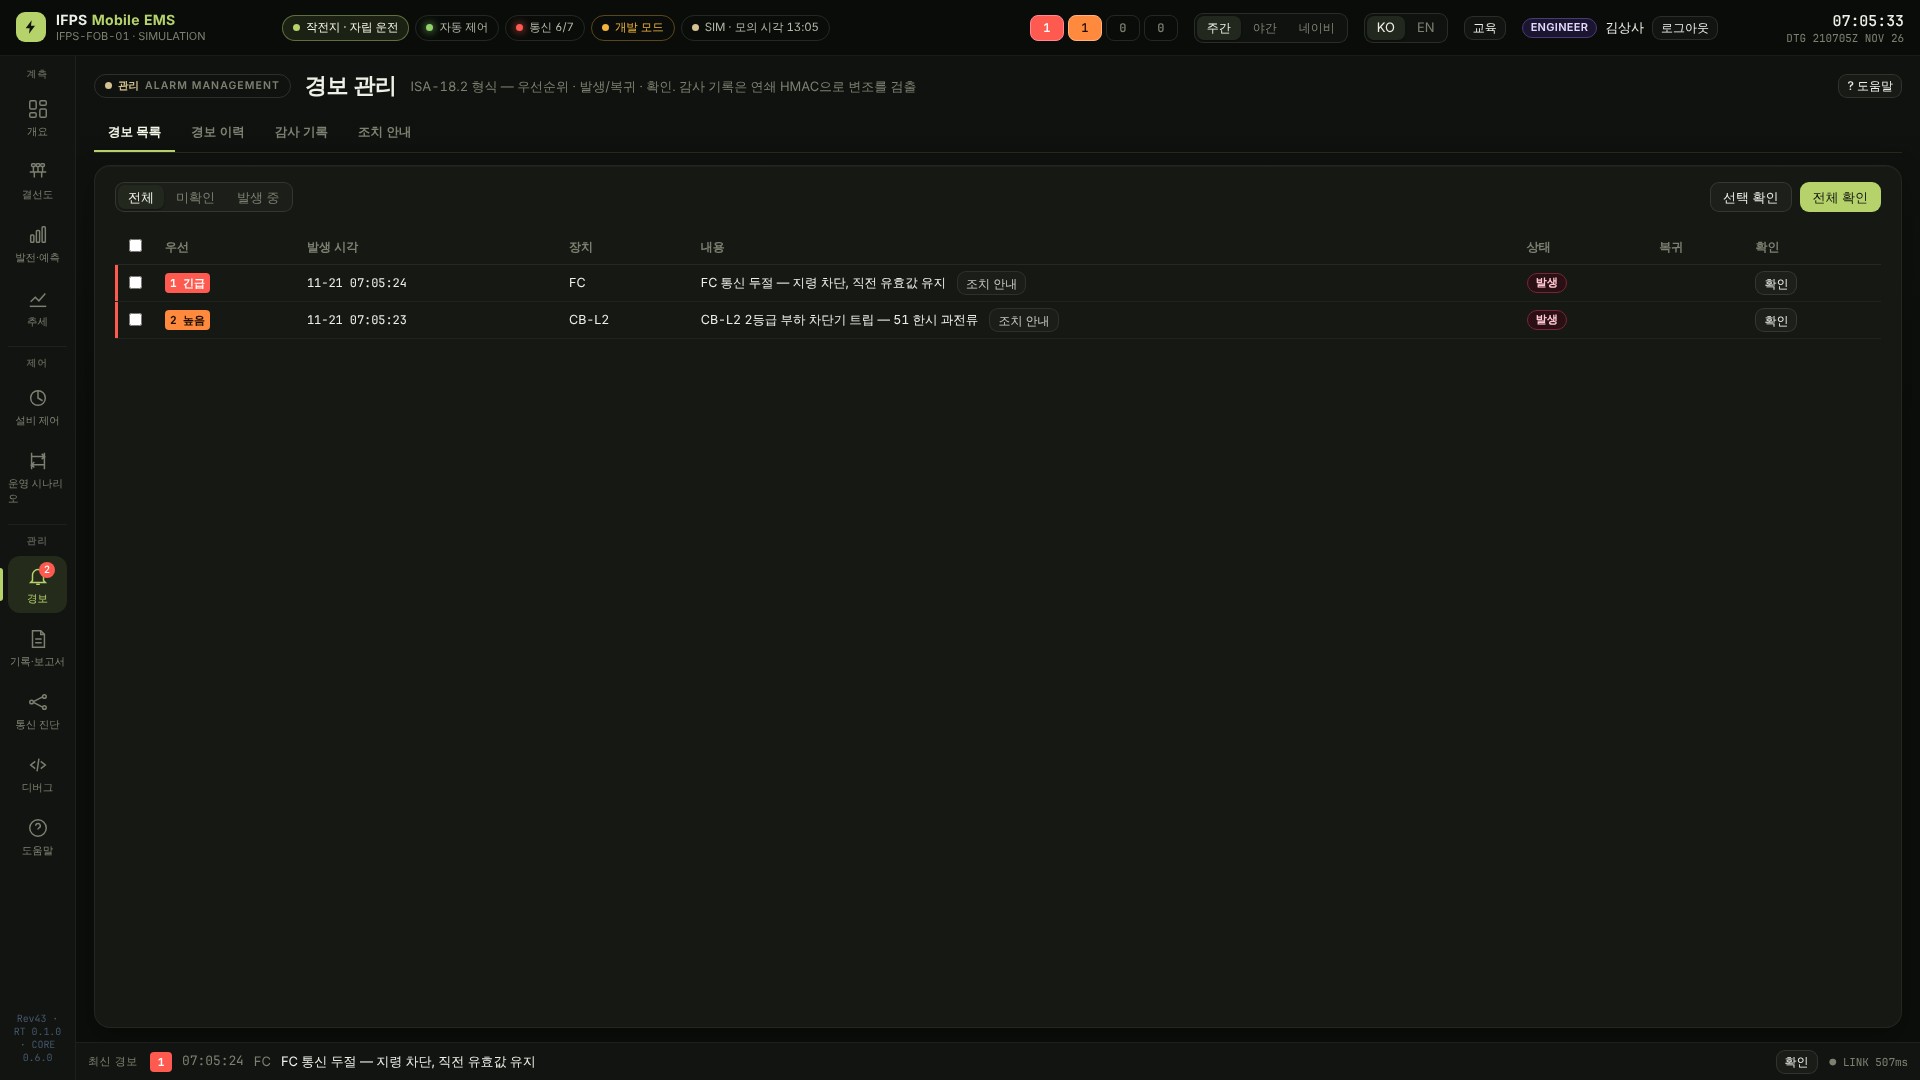 IFPS Mobile EMS
IFPS-FOB-01 · SIMULATION
작전지 · 자립 운전
자동 제어
통신 6/7
개발 모드
SIM · 모의 시각 13:05
1 1 0 0
주간 야간 네이비
KO EN
교육
ENGINEER 김상사 로그아웃
07:05:33
DTG 210705Z NOV 26
계측
개요
결선도
발전·예측
추세
제어
설비 제어
운영 시나리
오
관리
2
경보
기록·보고서
통신 진단
디버그
도움말
Rev43 ·
RT 0.1.0
· CORE
0.6.0
관리 ALARM MANAGEMENT
경보 관리
ISA-18.2 형식 — 우선순위 · 발생/복귀 · 확인. 감사 기록은 연쇄 HMAC으로 변조를 검출
? 도움말
경보 목록 경보 이력 감사 기록 조치 안내
전체 미확인 발생 중
선택 확인 전체 확인
우선 발생 시각 장치 내용 상태 복귀 확인
1 긴급 11-21 07:05:24 FC FC 통신 두절 — 지령 차단, 직전 유효값 유지 조치 안내 발생 확인
2 높음 11-21 07:05:23 CB-L2 CB-L2 2등급 부하 차단기 트립 — 51 한시 과전류 조치 안내 발생 확인
최신 경보 1 07:05:24 FC FC 통신 두절 — 지령 차단, 직전 유효값 유지 확인 LINK 507ms